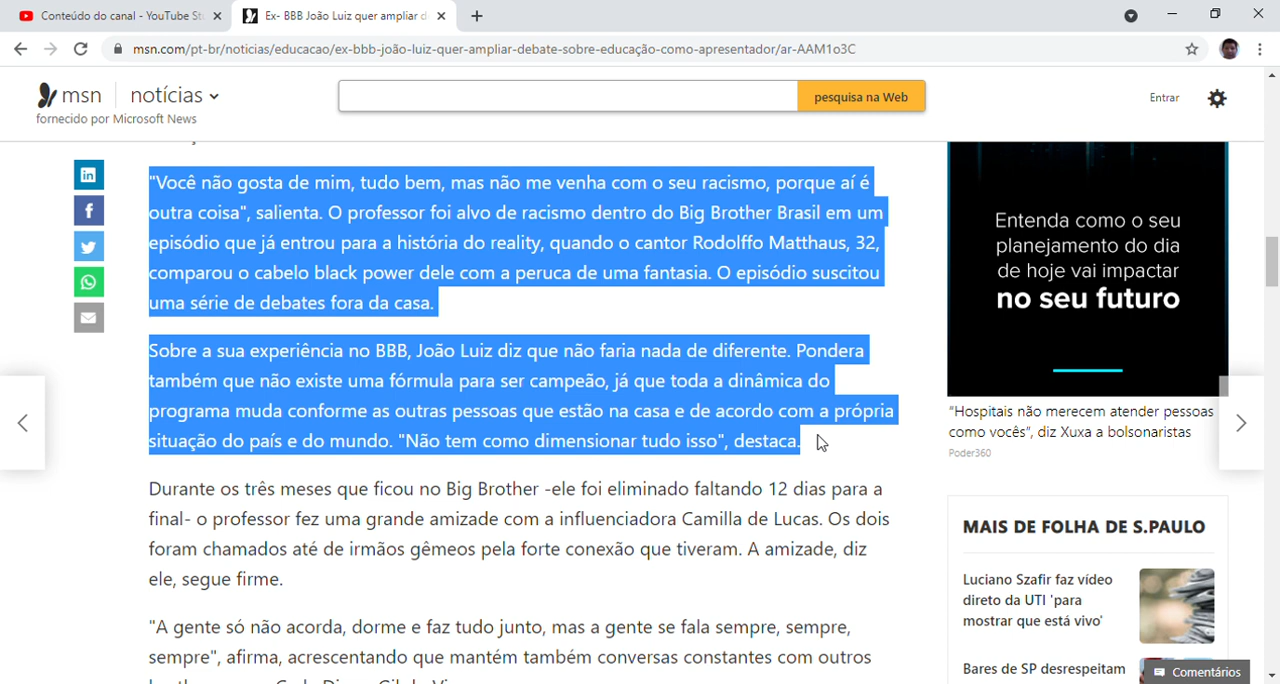 Conteúdo do canal - YouTube St
Ex- BBB João Luiz quer ampliar d
msn.com/pt-br/noticias/educacao/ex-bbb-joão-luiz-quer-ampliar-debate-sobre-educação-como-apresentador/ar-AAM1o3C
msn
notícias
pesquisa na Web
Entrar
fornecido por Microsoft News
"Você não gosta de mim, tudo bem, mas não me venha com o seu racismo, porque aí é
outra coisa", salienta. O professor foi alvo de racismo dentro do Big Brother Brasil em um
episódio que já entrou para a história do reality, quando o cantor Rodolffo Matthaus, 32,
comparou o cabelo black power dele com a peruca de uma fantasia. O episódio suscitou
uma série de debates fora da casa.
Sobre a sua experiência no BBB, João Luiz diz que não faria nada de diferente. Pondera
também que não existe uma fórmula para ser campeão, já que toda a dinâmica do
programa muda conforme as outras pessoas que estão na casa e de acordo com a própria
situação do país e do mundo. "Não tem como dimensionar tudo isso", destaca.
Durante os três meses que ficou no Big Brother -ele foi eliminado faltando 12 dias para a
final- o professor fez uma grande amizade com a influenciadora Camilla de Lucas. Os dois
foram chamados até de irmãos gêmeos pela forte conexão que tiveram. A amizade, diz
ele, segue firme.
"A gente só não acorda, dorme e faz tudo junto, mas a gente se fala sempre, sempre,
sempre", afirma, acrescentando que mantém também conversas constantes com outros
Entenda como o seu
planejamento do dia
de hoje vai impactar
no seu futuro
"Hospitais não merecem atender pessoas
como vocês", diz Xuxa a bolsonaristas
Poder360
MAIS DE FOLHA DE S.PAULO
Luciano Szafir faz vídeo
direto da UTI 'para
mostrar que está vivo'
Bares de SP desrespeitam
Comentários